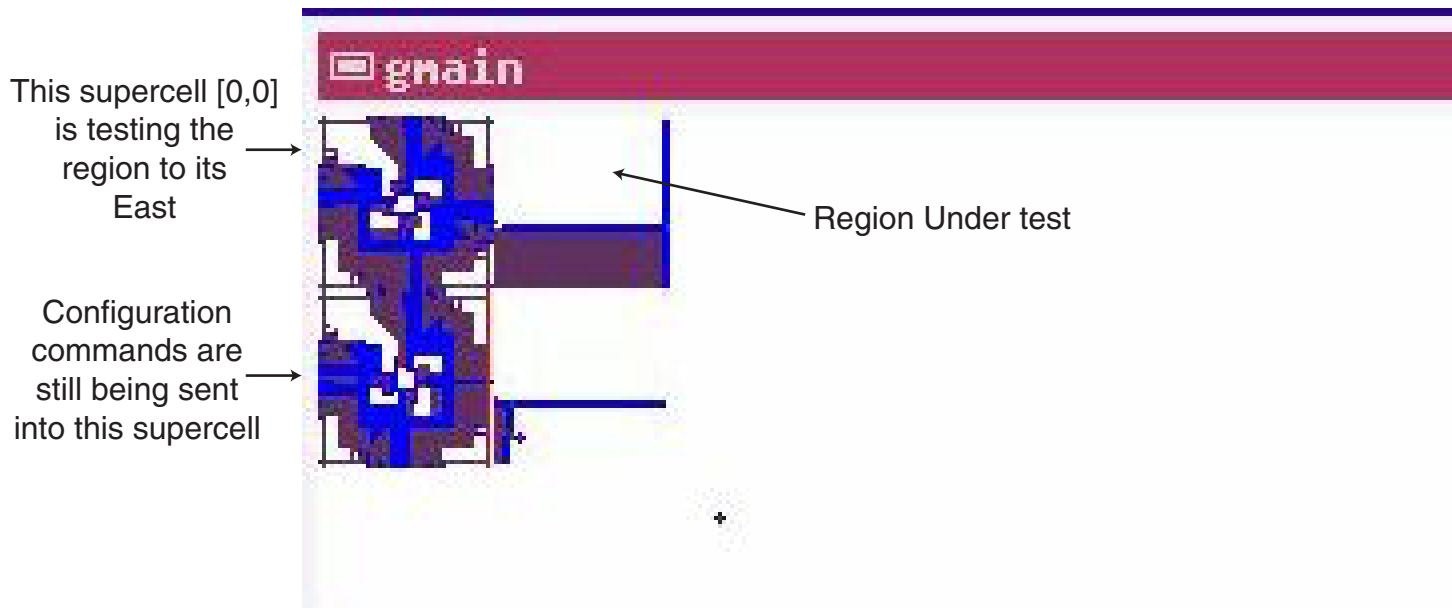 gmain
This supercell [0,0]
is testing the
region to its
East
Region Under test
Configuration
commands are
still being sent
into this supercell